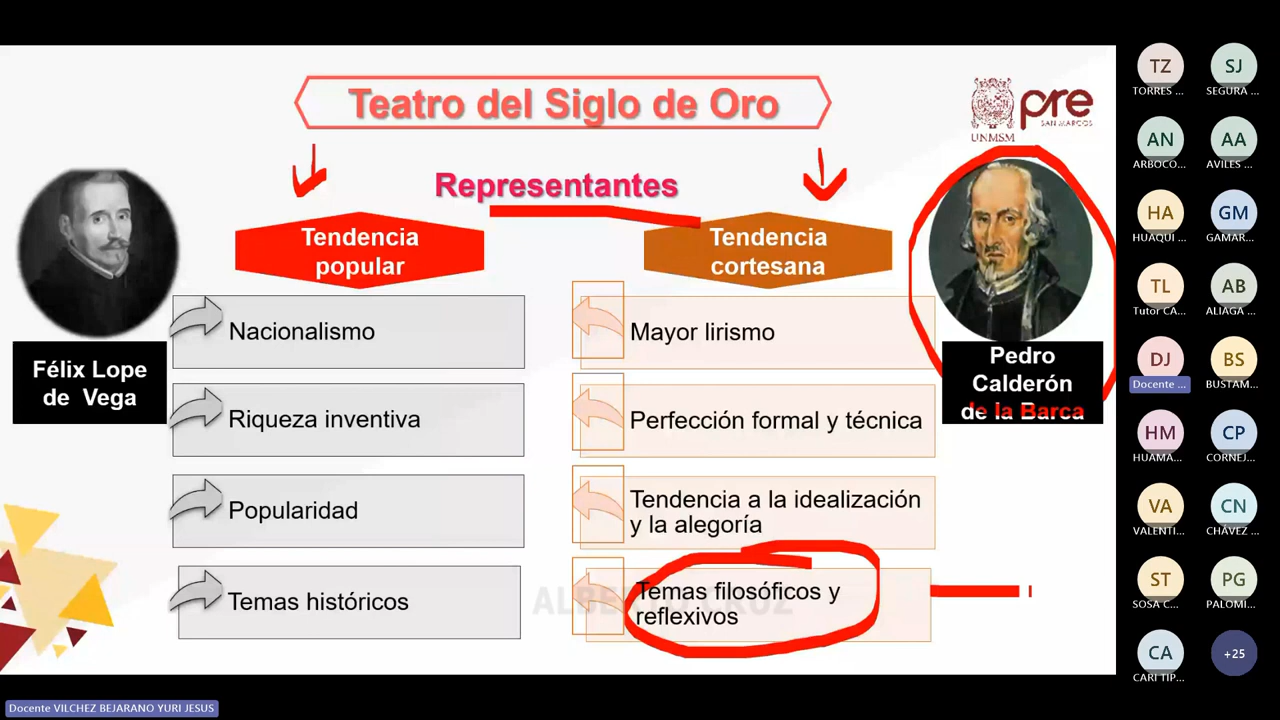 Teatro del Siglo de Oro
pre
SAN MARCOS
UNMSM
Representantes
Tendencia
popular
Tendencia
cortesana
Félix Lope
de Vega
Pedro
Calderón
de la Barca
Nacionalismo
Riqueza inventiva
Popularidad
Temas históricos
Mayor lirismo
Perfección formal y técnica
Tendencia a la idealización
y la alegoría
Temas filosóficos y
reflexivos
ALBERTO CRUZ
TZ
TORRES ...
SJ
SEGURA ...
AN
ARBOCO...
AA
AVILES ...
HA
HUAQUI ...
GM
GAMAR...
TL
Tutor CA...
AB
ALIAGA ...
DJ
Docente ...
BS
BUSTAM...
HM
HUAMA...
CP
CORNEJ...
VA
VALENTI...
CN
CHÁVEZ ...
ST
SOSA C...
PG
PALOMI...
CA
CARI TIP...
+25
Docente VILCHEZ BEJARANO YURI JESUS